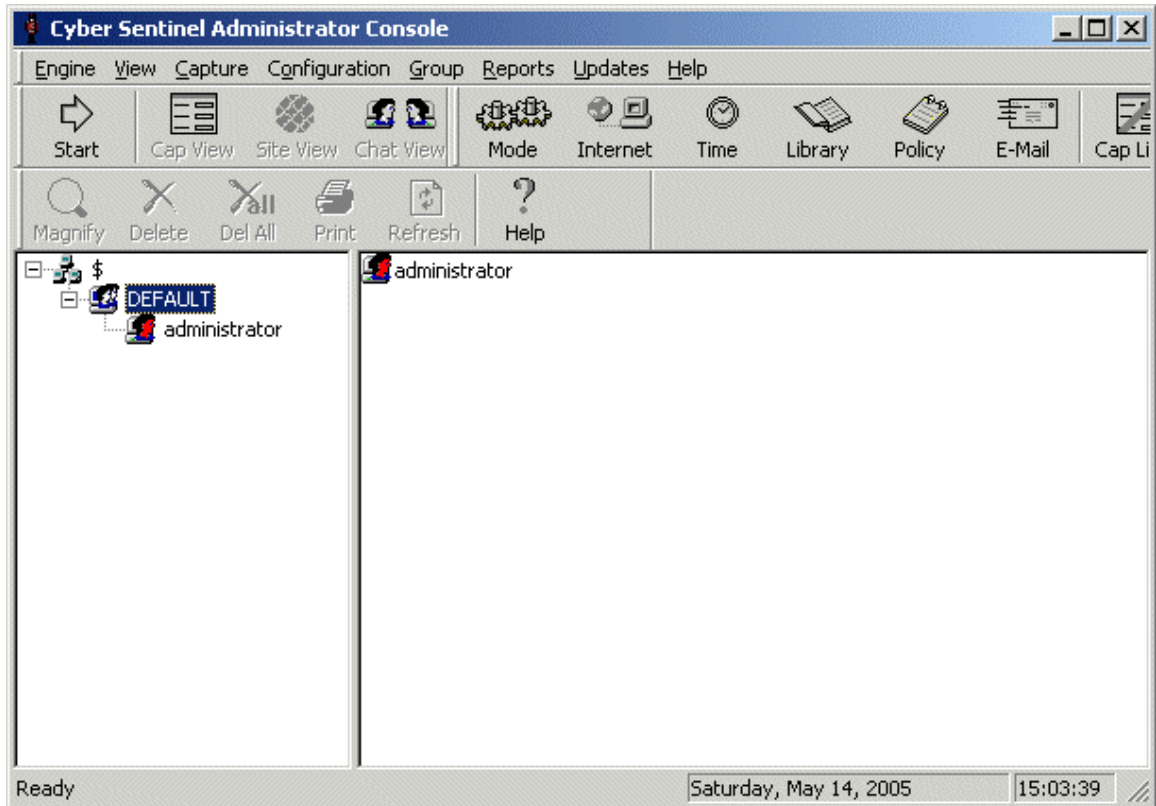 Cyber Sentinel Administrator Console
Engine View Capture Configuration Group Reports Updates Help
Start Cap View Site View Chat View Mode Internet Time Library Policy E-Mail Cap Li
Magnify Delete Del All Print Refresh Help
$
DEFAULT
administrator
administrator
Ready Saturday, May 14, 2005 15:03:39